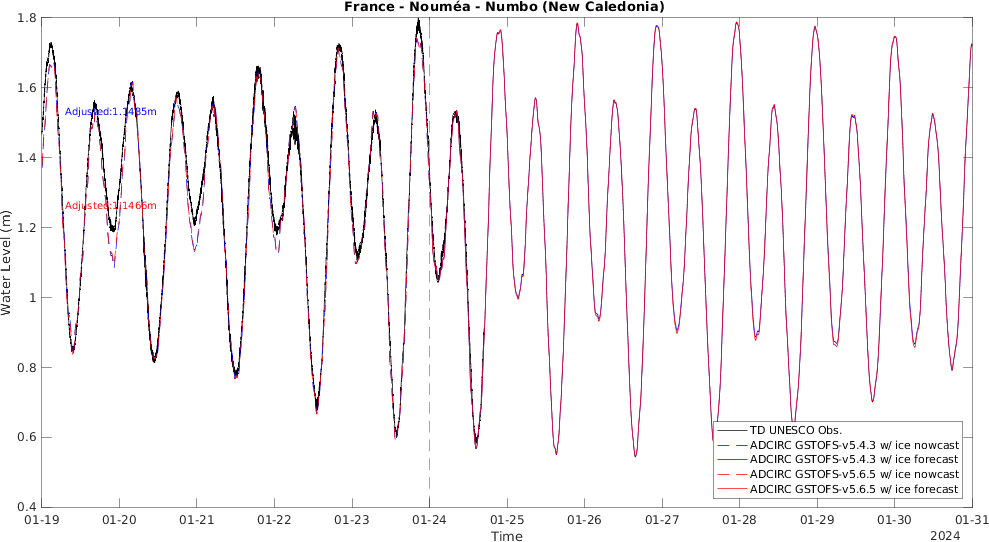 France - Nouméa - Numbo (New Caledonia)
1.8
1.6
1.4
1.2
1
0.8
0.6
0.4
Water Level (m)
Adjusted:1.1485m
Adjusted:1.1466m
TD UNESCO Obs.
ADCIRC GSTOFS-v5.4.3 w/ ice nowcast
ADCIRC GSTOFS-v5.4.3 w/ ice forecast
ADCIRC GSTOFS-v5.6.5 w/ ice nowcast
ADCIRC GSTOFS-v5.6.5 w/ ice forecast
01-19 01-20 01-21 01-22 01-23 01-24 01-25 01-26 01-27 01-28 01-29 01-30 01-31
Time
2024